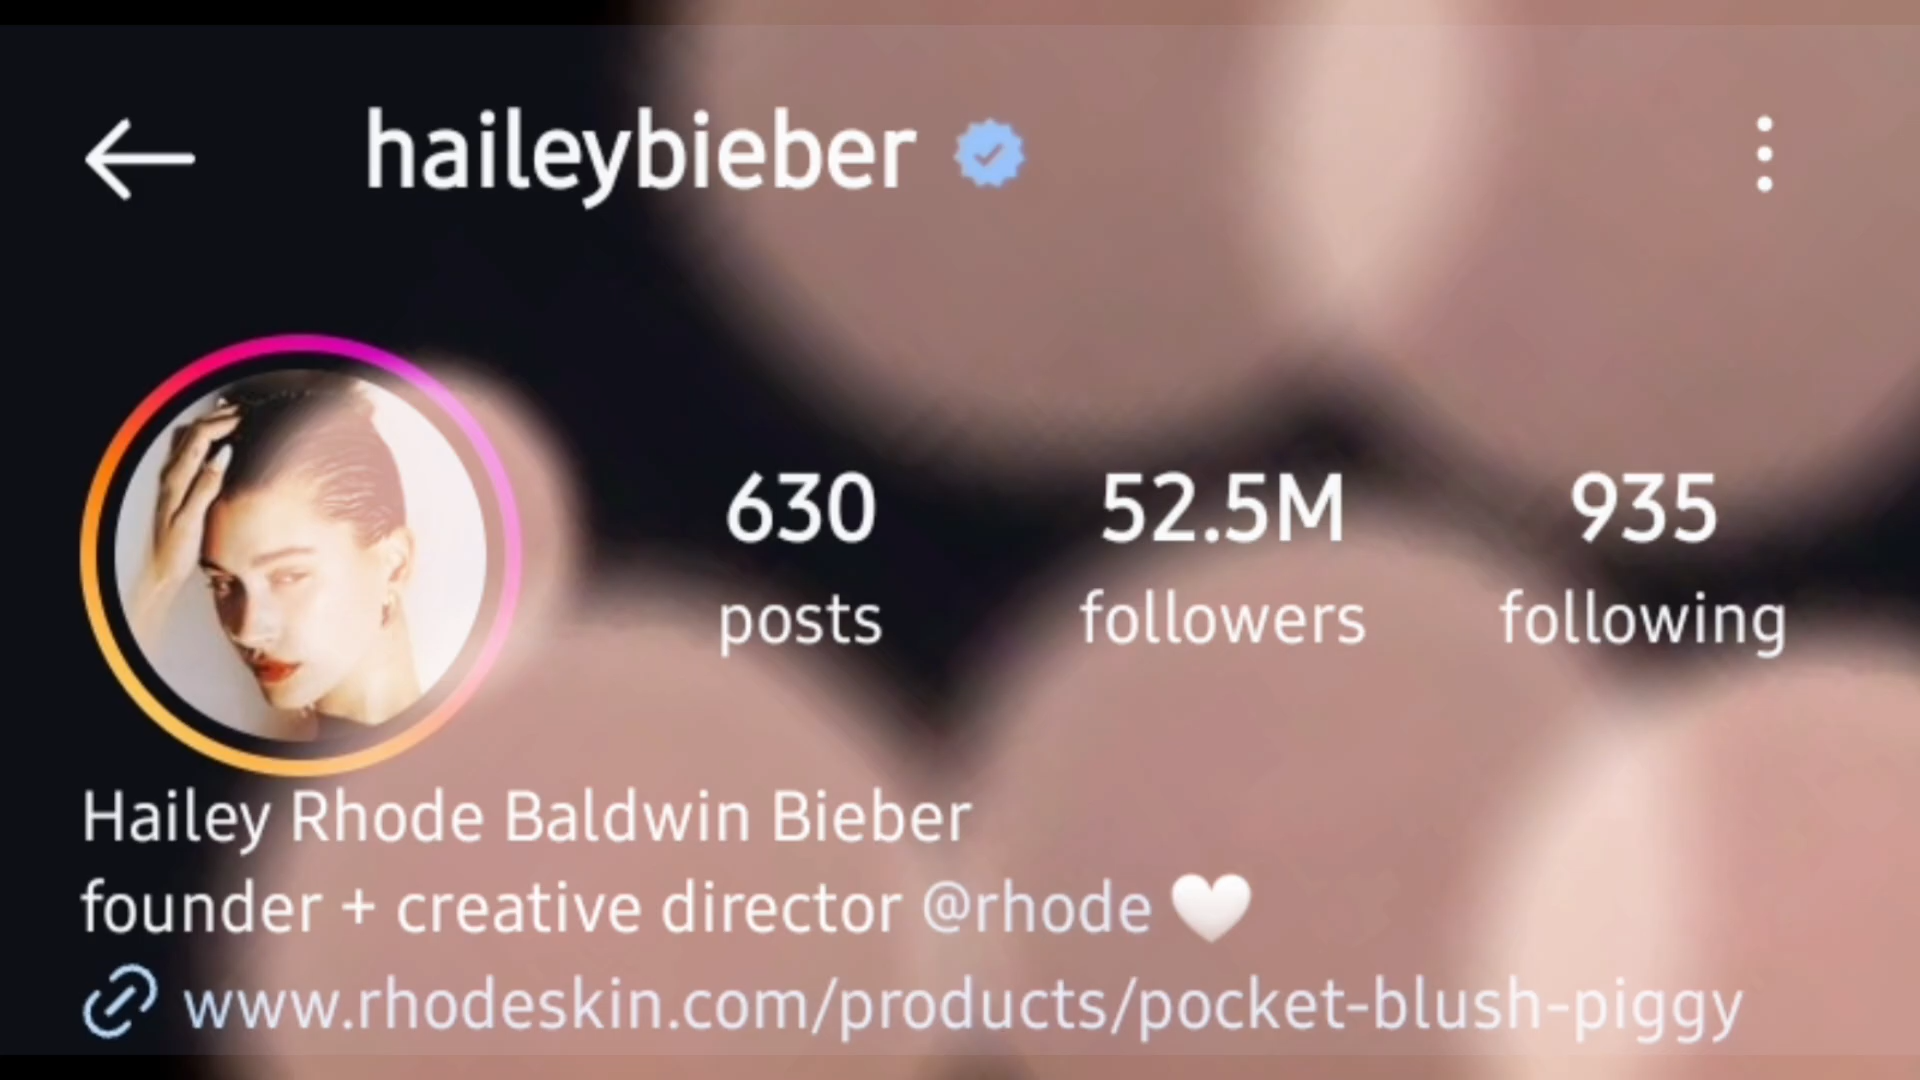 haileybieber
630 52.5M 935
posts followers following
Hailey Rhode Baldwin Bieber
founder + creative director @rhode 🤍
www.rhodeskin.com/products/pocket-blush-piggy